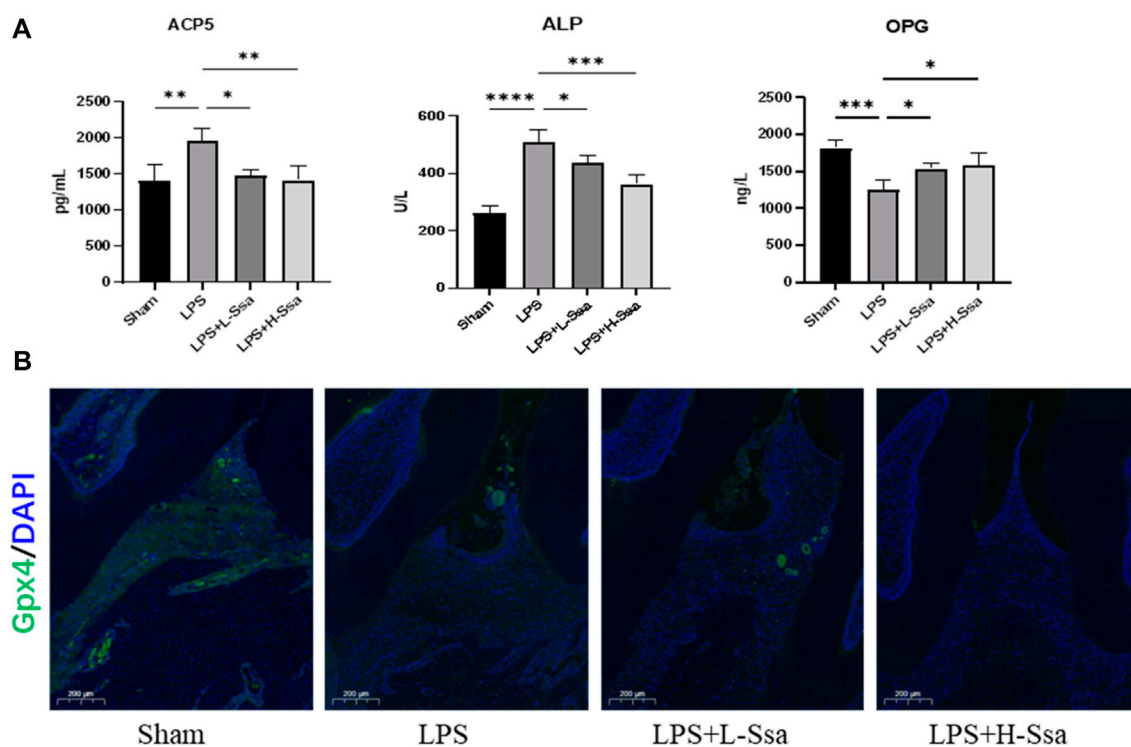 A
ACP5
** 
** *
pg/mL
2500
2000
1500
1000
500
0
Sham
LPS
LPS+L-Ssa
LPS+H-Ssa
ALP
***
**** *
U/L
600
400
200
0
Sham
LPS
LPS+L-Ssa
LPS+H-Ssa
OPG
*
*** *
ng/L
2500
2000
1500
1000
500
0
Sham
LPS
LPS+L-Ssa
LPS+H-Ssa
B
Gpx4/DAPI
200 μm
200 μm
200 μm
200 μm
Sham
LPS
LPS+L-Ssa
LPS+H-Ssa